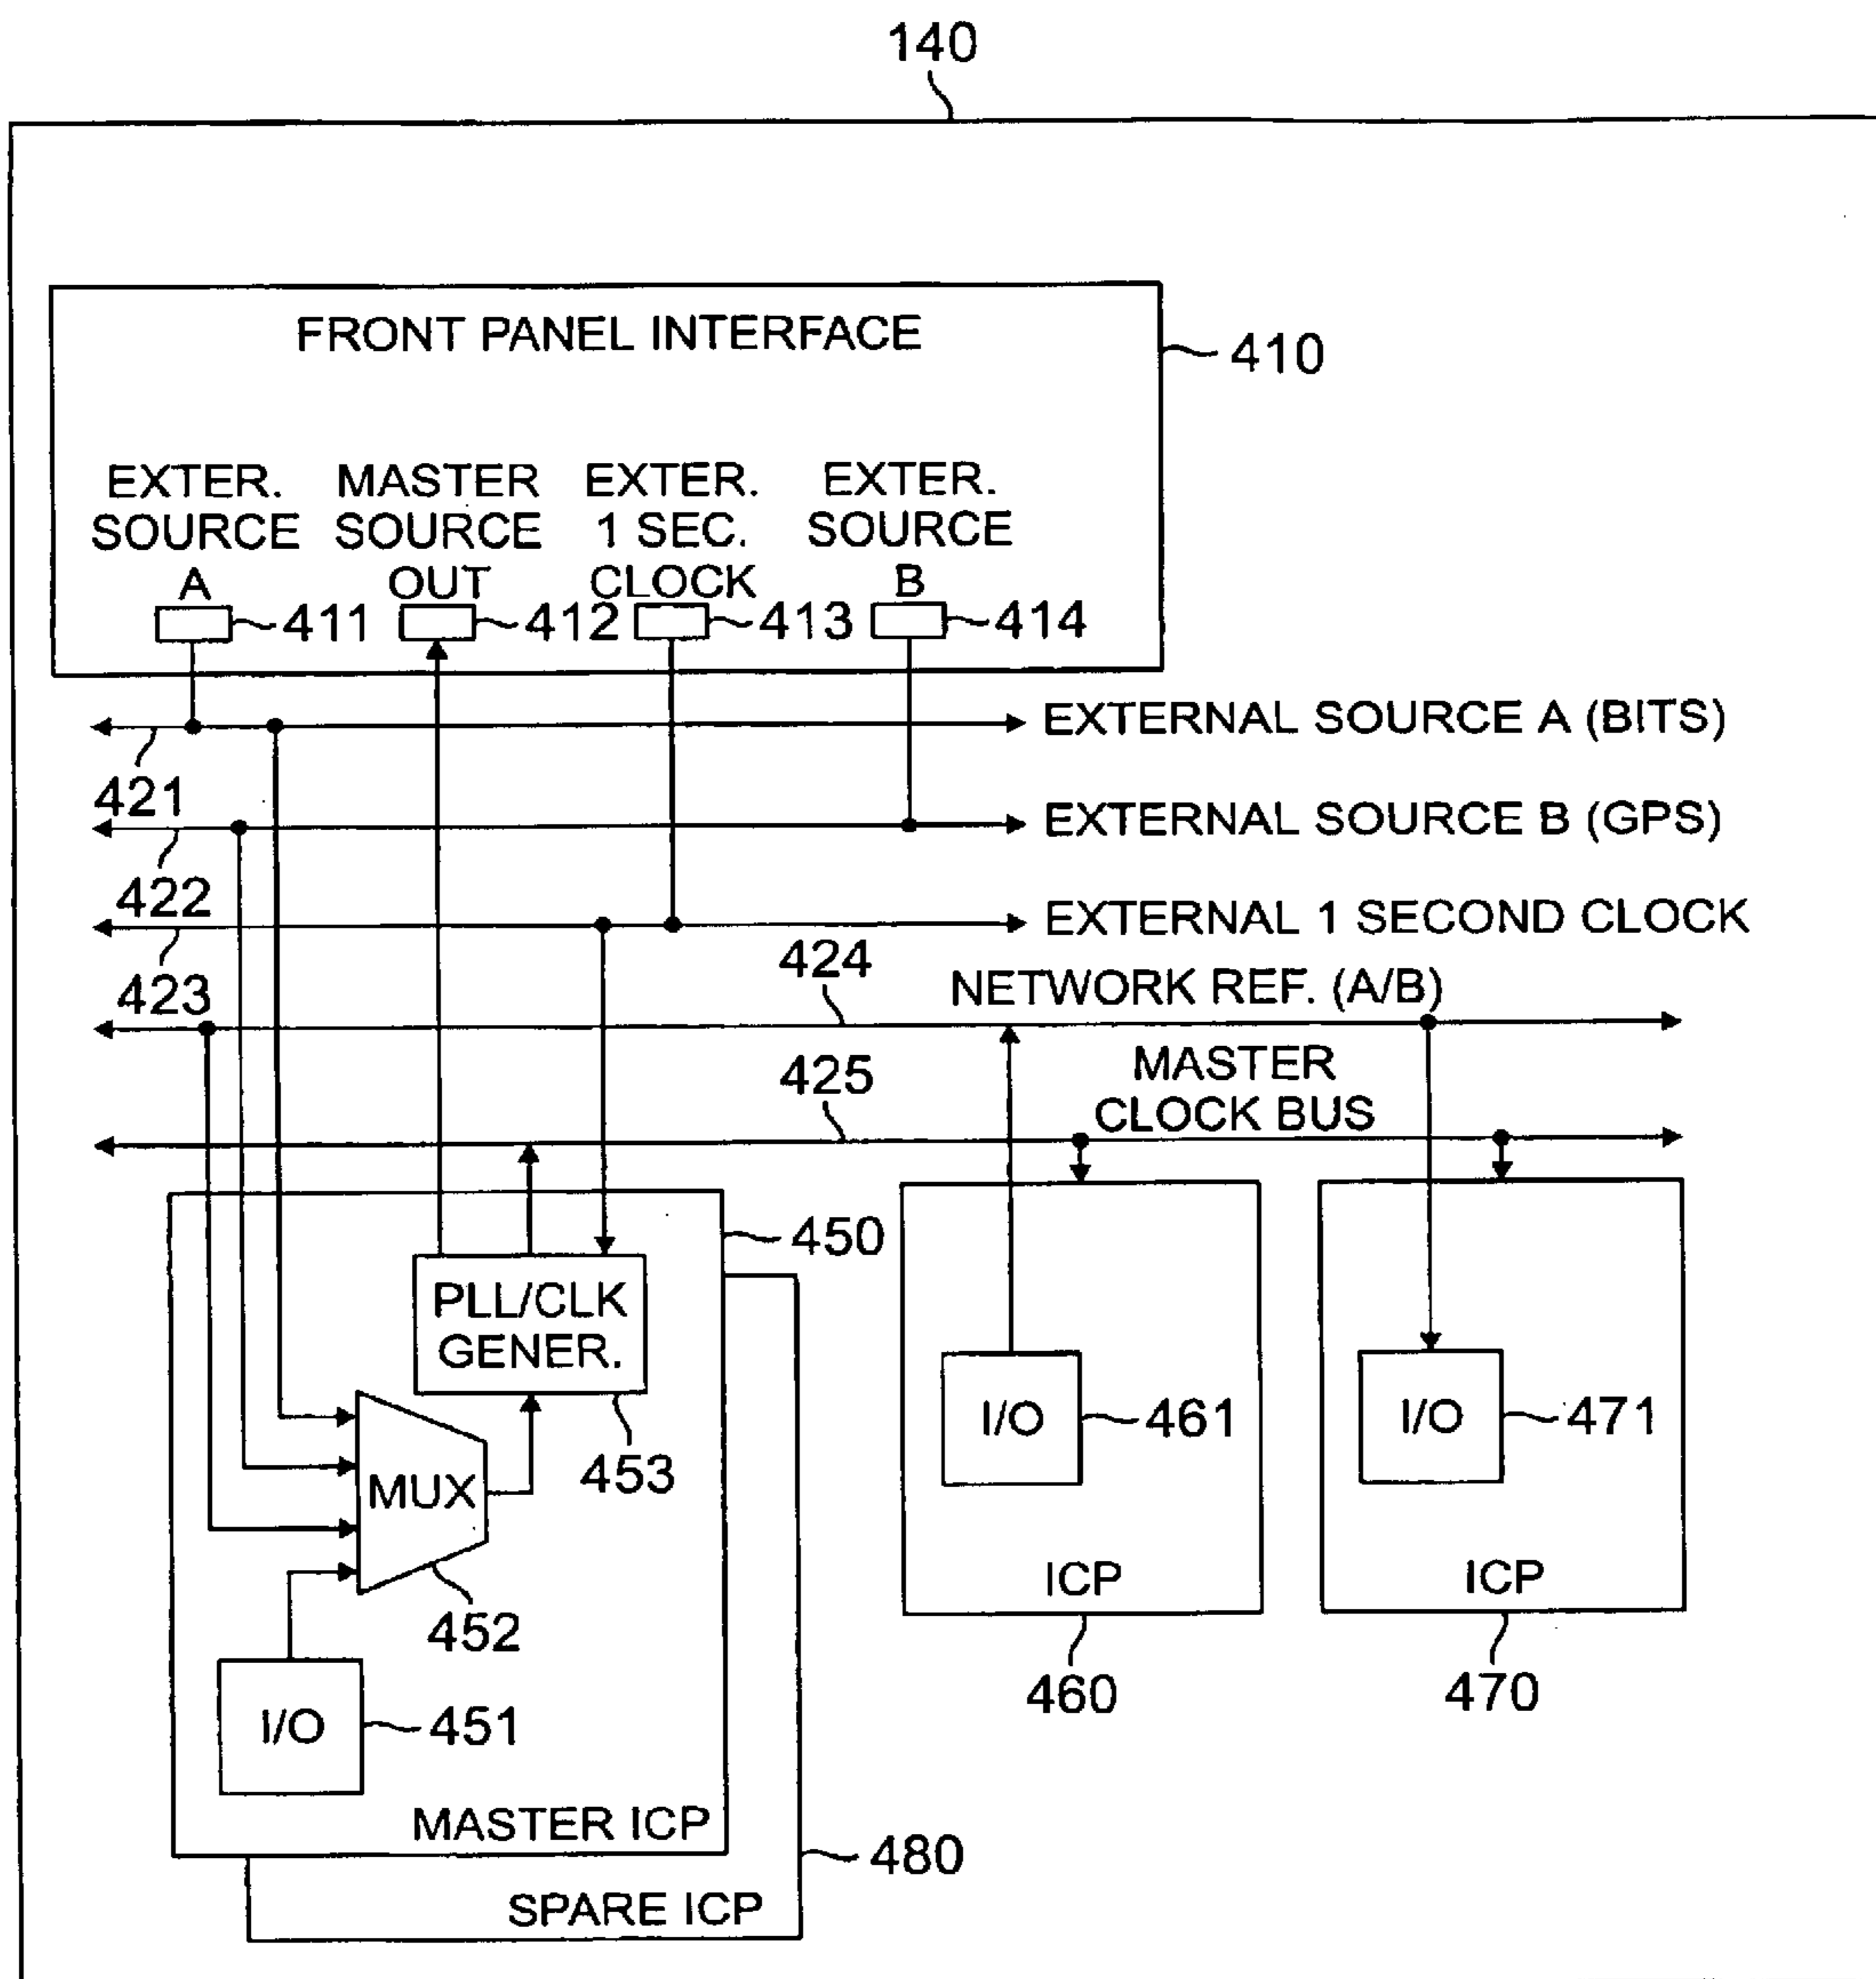 140
FRONT PANEL INTERFACE
410
EXTER.
SOURCE
A
MASTER
SOURCE
OUT
EXTER.
1 SEC.
CLOCK
EXTER.
SOURCE
B
411
412
413
414
EXTERNAL SOURCE A (BITS)
421
EXTERNAL SOURCE B (GPS)
422
EXTERNAL 1 SECOND CLOCK
423
424
NETWORK REF. (A/B)
425
MASTER
CLOCK BUS
450
PLL/CLK
GENER.
453
MUX
452
I/O
451
MASTER ICP
480
SPARE ICP
I/O
461
ICP
460
I/O
471
ICP
470